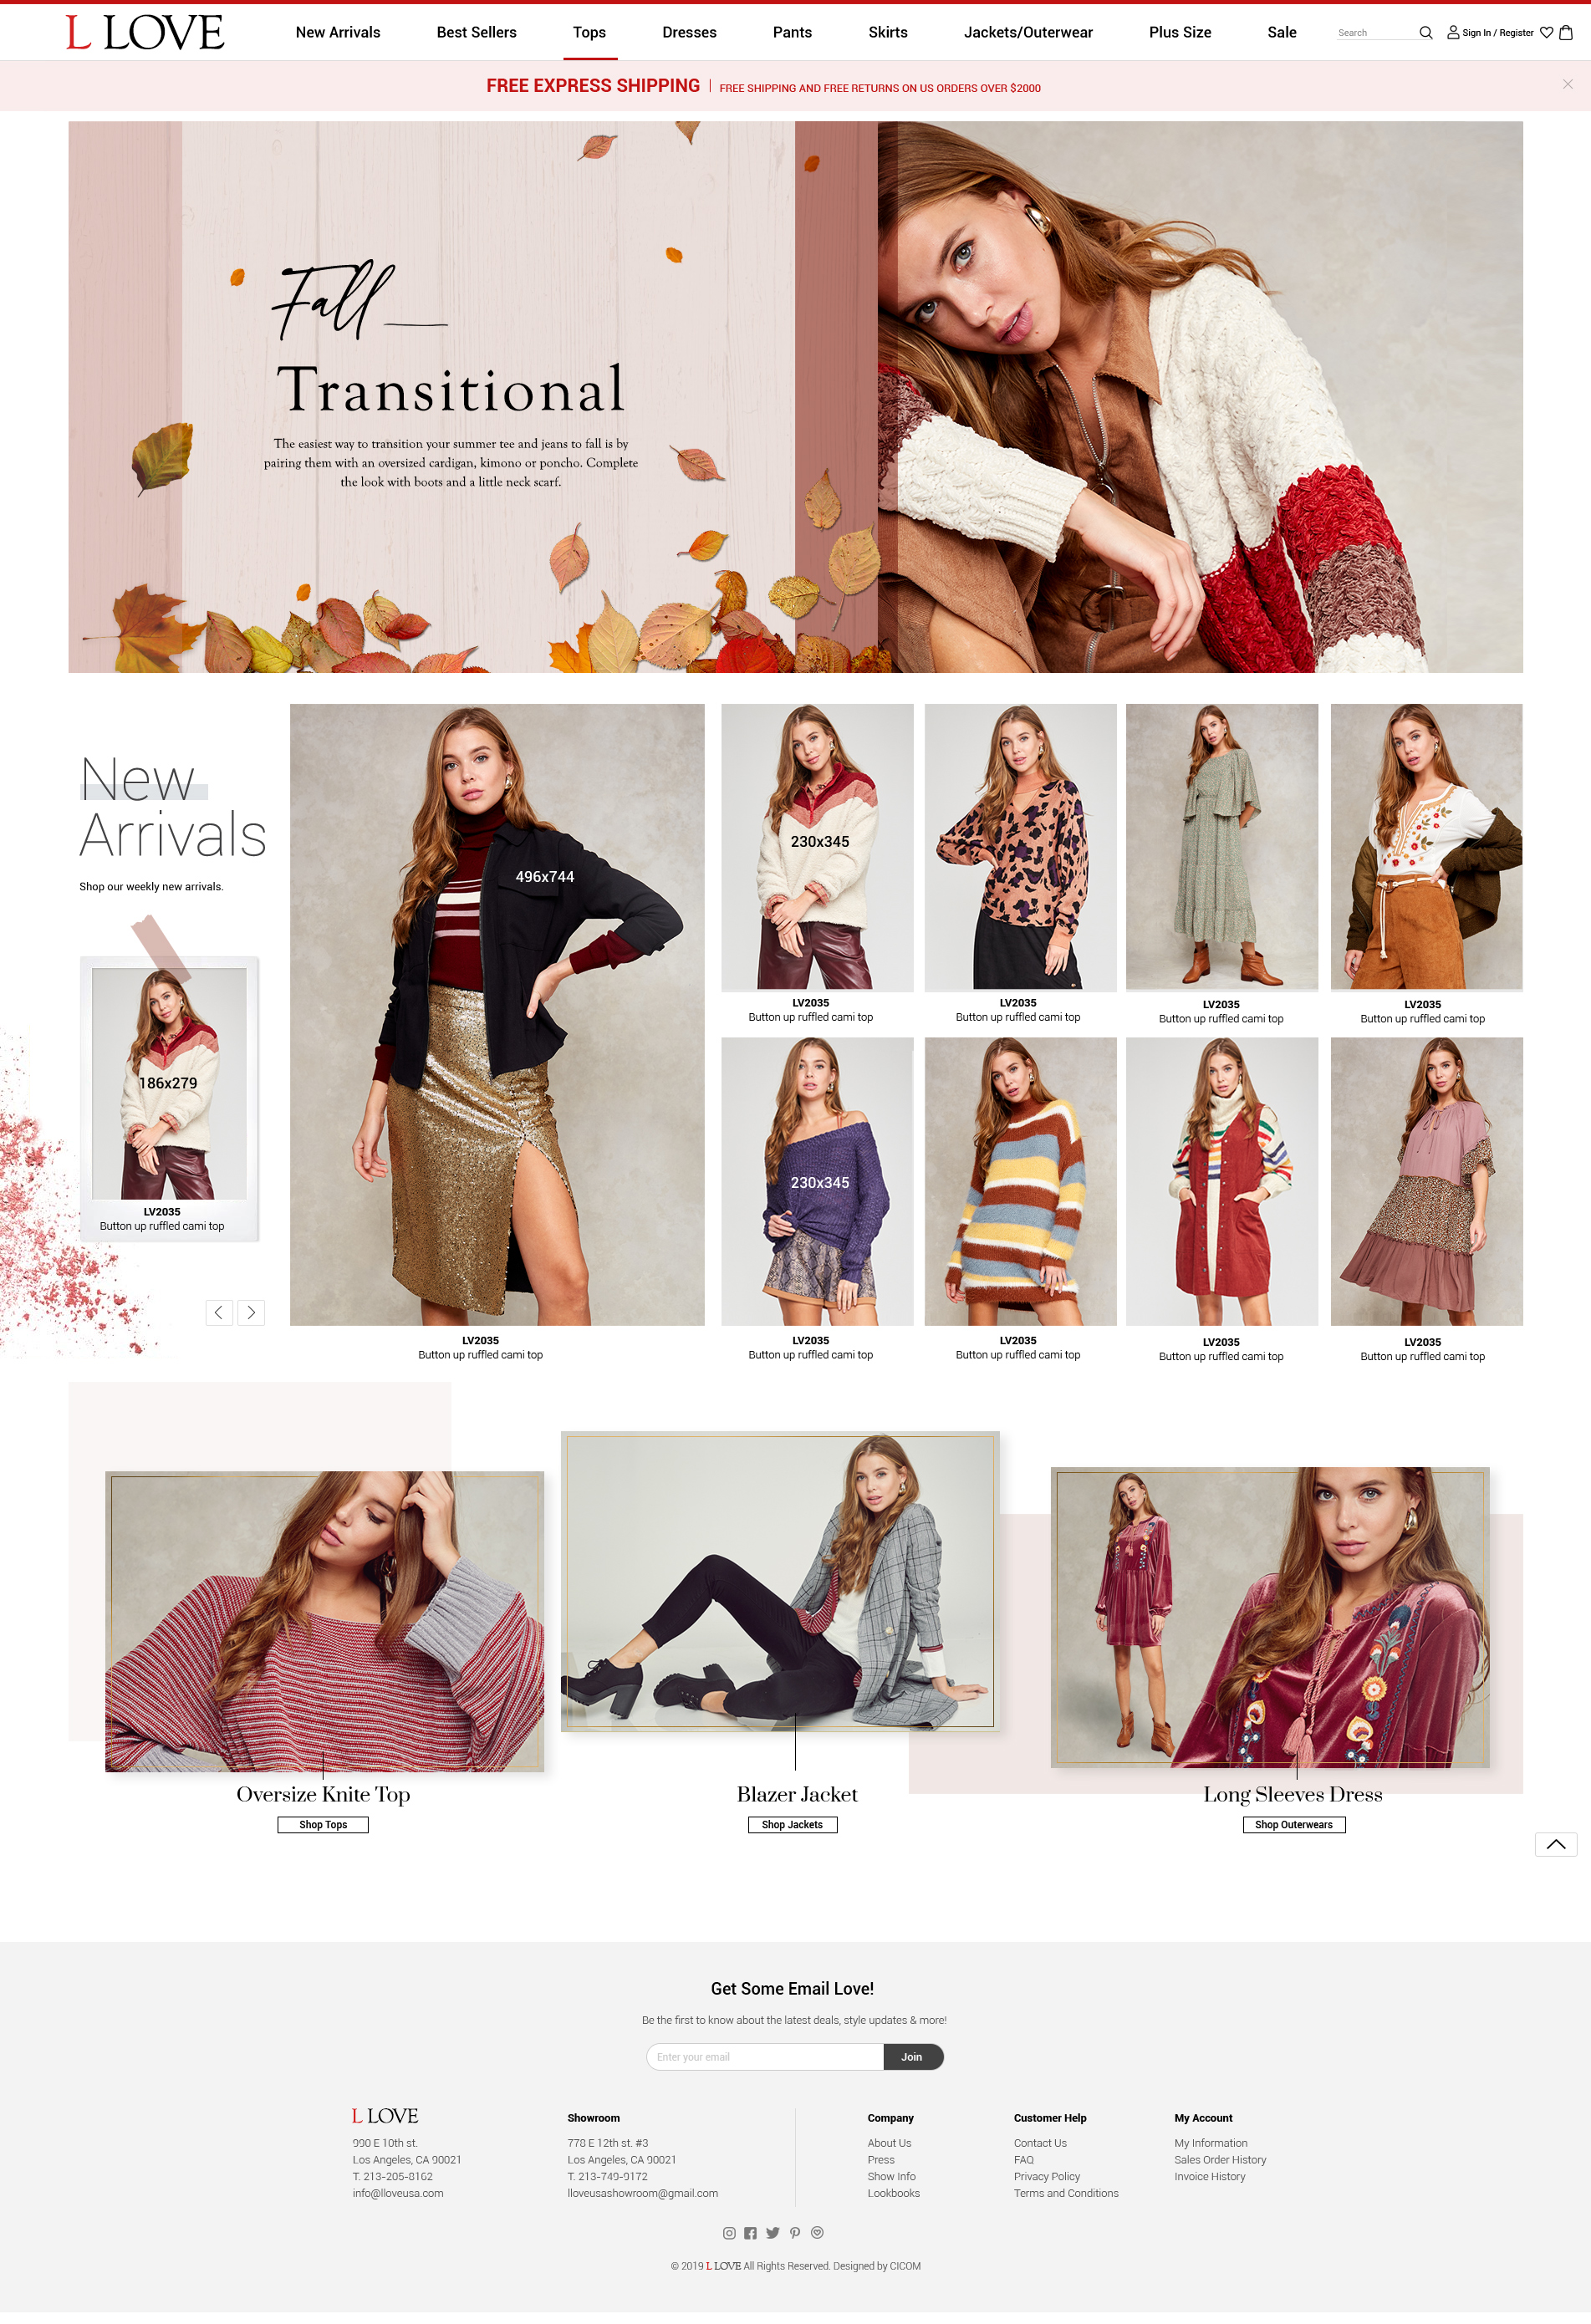 L LOVE
New Arrivals
Best Sellers
Tops
Dresses
Pants
Skirts
Jackets/Outerwear
Plus Size
Sale
Search
Sign In / Register
FREE EXPRESS SHIPPING | FREE SHIPPING AND FREE RETURNS ON US ORDERS OVER $2000
Fall
Transitional
The easiest way to transition your summer tee and jeans to fall is by
pairing them with an oversized cardigan, kimono or poncho. Complete
the look with boots and a little neck scarf.
New
Arrivals
Shop our weekly new arrivals.
186x279
LV2035
Button up ruffled cami top
496x744
LV2035
Button up ruffled cami top
230x345
LV2035
Button up ruffled cami top
LV2035
Button up ruffled cami top
LV2035
Button up ruffled cami top
LV2035
Button up ruffled cami top
230x345
LV2035
Button up ruffled cami top
LV2035
Button up ruffled cami top
LV2035
Button up ruffled cami top
LV2035
Button up ruffled cami top
Oversize Knite Top
Shop Tops
Blazer Jacket
Shop Jackets
Long Sleeves Dress
Shop Outerwears
Get Some Email Love!
Be the first to know about the latest deals, style updates & more!
Enter your email
Join
L LOVE
990 E 10th st.
Los Angeles, CA 90021
T. 213-205-8162
info@lloveusa.com
Showroom
778 E 12th st. #3
Los Angeles, CA 90021
T. 213-749-9172
lloveusashowroom@gmail.com
Company
About Us
Press
Show Info
Lookbooks
Customer Help
Contact Us
FAQ
Privacy Policy
Terms and Conditions
My Account
My Information
Sales Order History
Invoice History
© 2019 L LOVE All Rights Reserved. Designed by CICOM